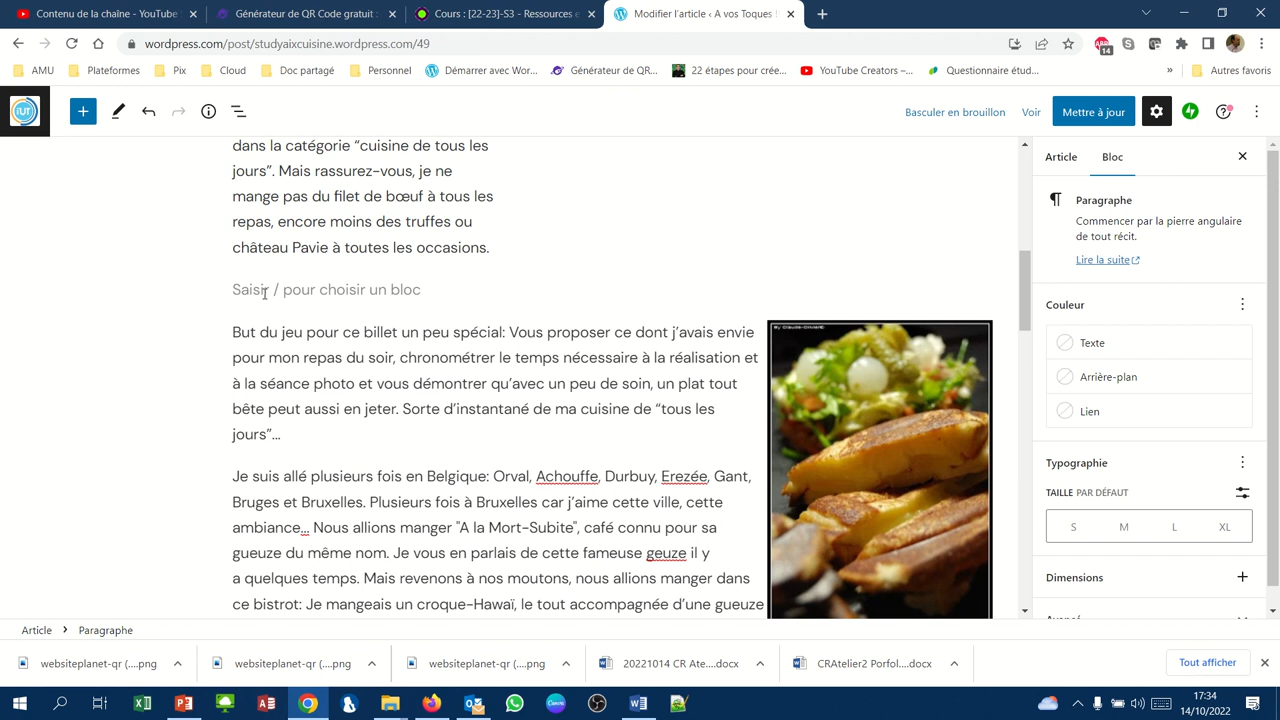 Contenu de la chaîne - YouTube
Générateur de QR Code gratuit :
Cours : [22-23]-S3 - Ressources e
Modifier l'article ‹ A vos Toques !
wordpress.com/post/studyaixcuisine.wordpress.com/49
14
AMU
Plateformes
Pix
Cloud
Doc partagé
Personnel
Démarrer avec Wor...
Générateur de QR...
22 étapes pour crée...
YouTube Creators –...
Questionnaire étud...
»
Autres favoris
iUT
Basculer en brouillon
Voir
Mettre à jour
dans la catégorie “cuisine de tous les
jours”. Mais rassurez-vous, je ne
mange pas du filet de bœuf à tous les
repas, encore moins des truffes ou
château Pavie à toutes les occasions.
Saisir / pour choisir un bloc
But du jeu pour ce billet un peu spécial: Vous proposer ce dont j’avais envie
pour mon repas du soir, chronométrer le temps nécessaire à la réalisation et
à la séance photo et vous démontrer qu’avec un peu de soin, un plat tout
bête peut aussi en jeter. Sorte d’instantané de ma cuisine de “tous les
jours”...
Je suis allé plusieurs fois en Belgique: Orval, Achouffe, Durbuy, Erezée, Gant,
Bruges et Bruxelles. Plusieurs fois à Bruxelles car j’aime cette ville, cette
ambiance... Nous allions manger "A la Mort-Subite", café connu pour sa
gueuze du même nom. Je vous en parlais de cette fameuse geuze il y
a quelques temps. Mais revenons à nos moutons, nous allions manger dans
ce bistrot: Je mangeais un croque-Hawaï, le tout accompagnée d’une gueuze
Article
Bloc
Paragraphe
Commencer par la pierre angulaire
de tout récit.
Lire la suite
Couleur
Texte
Arrière-plan
Lien
Typographie
TAILLE PAR DÉFAUT
S M L XL
Dimensions
Avancé
Article > Paragraphe
websiteplanet-qr (....png
websiteplanet-qr (....png
websiteplanet-qr (....png
20221014 CR Ate....docx
CRAtelier2 Porfol....docx
Tout afficher
17:34
14/10/2022